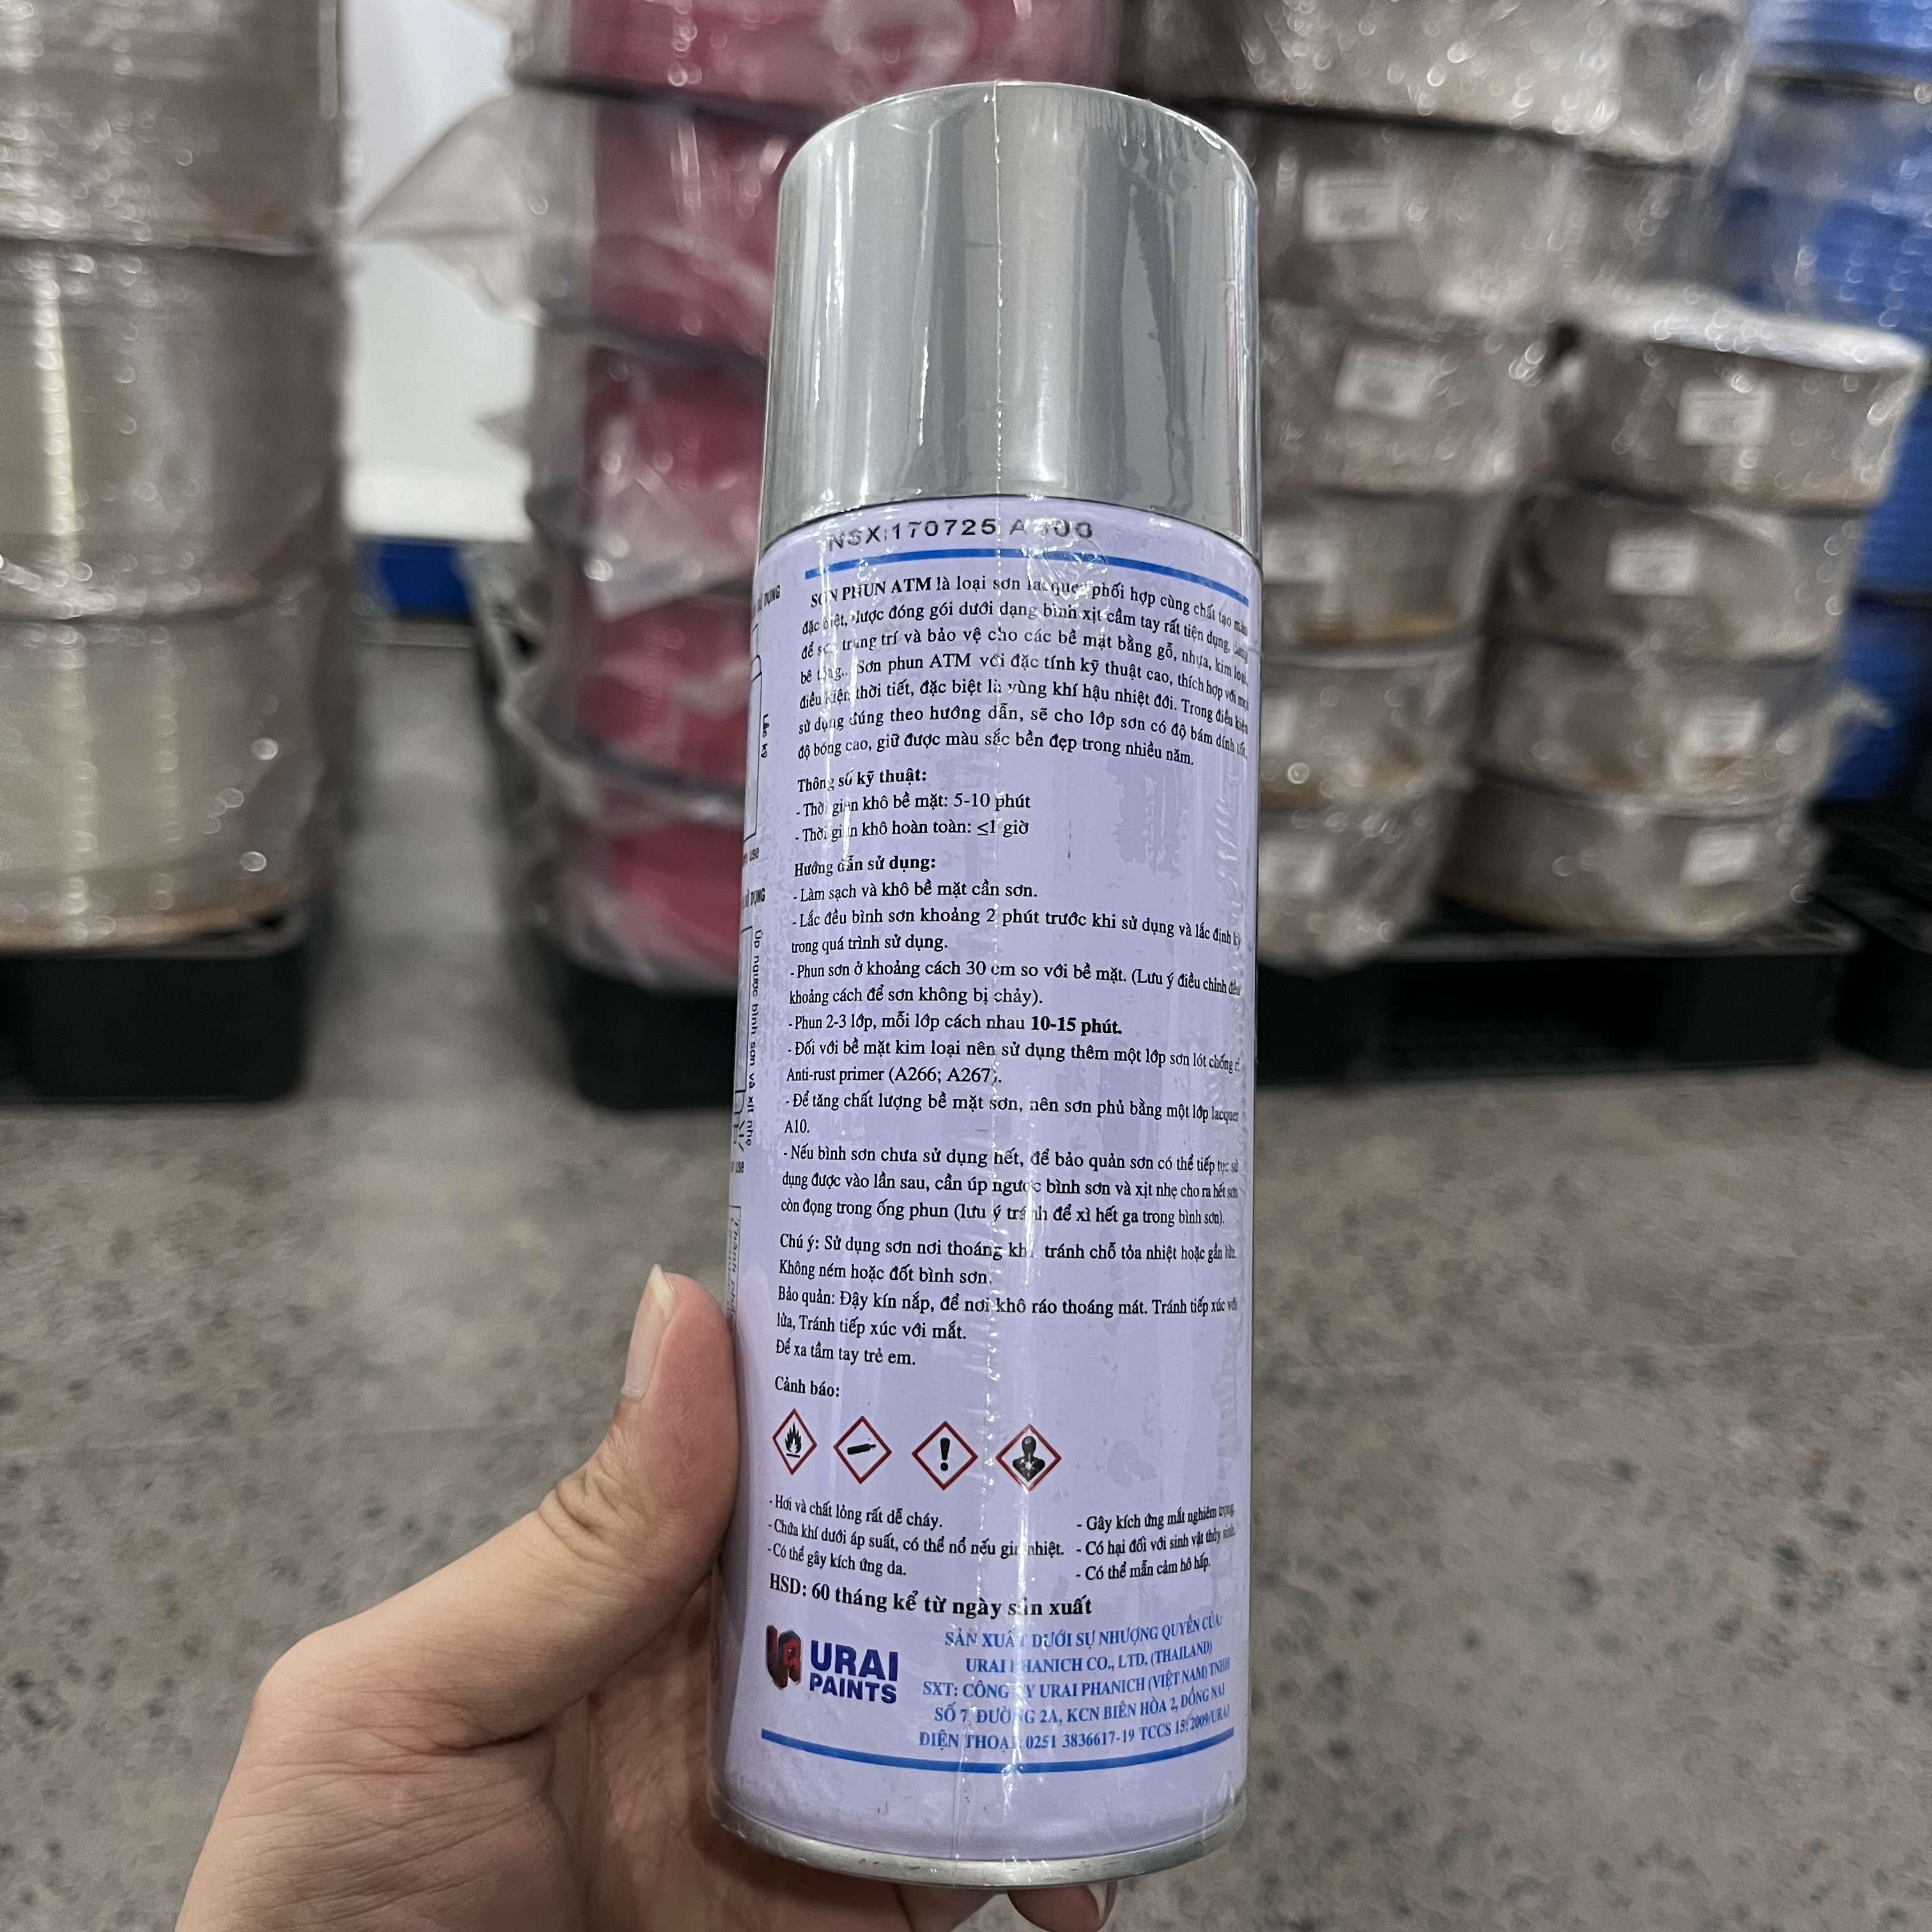 NSX:170725
SƠN PHUN ATM là loại sơn lacquer phối hợp cùng chất tạo màng
đặc biệt, được đóng gói dưới dạng bình xịt cầm tay rất tiện dụng, dùng
để sơn trang trí và bảo vệ cho các bề mặt bằng gỗ, nhựa, kim loại,
bê tông.. Sơn phun ATM với đặc tính kỹ thuật cao, thích hợp với mọi
điều kiện thời tiết, đặc biệt là vùng khí hậu nhiệt đới. Trong điều kiện
sử dụng đúng theo hướng dẫn, sẽ cho lớp sơn có độ bám dính tốt,
độ bóng cao, giữ được màu sắc bền đẹp trong nhiều năm.
Thông số kỹ thuật:
- Thời gian khô bề mặt: 5-10 phút
- Thời gian khô hoàn toàn: ≤1 giờ
Hướng dẫn sử dụng:
- Làm sạch và khô bề mặt cần sơn.
- Lắc đều bình sơn khoảng 2 phút trước khi sử dụng và lắc định kỳ
trong quá trình sử dụng.
- Phun sơn ở khoảng cách 30 cm so với bề mặt. (Lưu ý điều chỉnh đều
khoảng cách để sơn không bị chảy).
- Phun 2-3 lớp, mỗi lớp cách nhau 10-15 phút.
- Đối với bề mặt kim loại nên sử dụng thêm một lớp sơn lót chống rỉ
Anti-rust primer (A266; A267).
- Để tăng chất lượng bề mặt sơn, nên sơn phủ bằng một lớp lacquer
A10.
- Nếu bình sơn chưa sử dụng hết, để bảo quản sơn có thể tiếp tục sử
dụng được vào lần sau, cần úp ngược bình sơn và xịt nhẹ cho ra hết sơn
còn đọng trong ống phun (lưu ý tránh để xì hết ga trong bình sơn).
Chú ý: Sử dụng sơn nơi thoáng khí, tránh chỗ tỏa nhiệt hoặc gần lửa.
Không ném hoặc đốt bình sơn.
Bảo quản: Đậy kín nắp, để nơi khô ráo thoáng mát. Tránh tiếp xúc với
lửa, Tránh tiếp xúc với mắt.
Để xa tầm tay trẻ em.
Cảnh báo:
- Hơi và chất lỏng rất dễ cháy.
- Chứa khí dưới áp suất, có thể nổ nếu gia nhiệt.
- Có thể gây kích ứng da.
- Gây kích ứng mắt nghiêm trọng.
- Có hại đối với sinh vật thủy sinh.
- Có thể mẫn cảm hô hấp.
HSD: 60 tháng kể từ ngày sản xuất
URAI
PAINTS
SẢN XUẤT DƯỚI SỰ NHƯỢNG QUYỀN CỦA:
URAI PHANICH CO., LTD. (THAILAND)
SXT: CÔNG TY URAI PHANICH (VIỆT NAM) TNHH
SỐ 7, ĐƯỜNG 2A, KCN BIÊN HÒA 2, ĐỒNG NAI
ĐIỆN THOẠI: 0251 3836617-19 TCCS 15: 2009/URAI
Lắc kỹ
use
Úp ngược bình sơn và xịt nhẹ
use